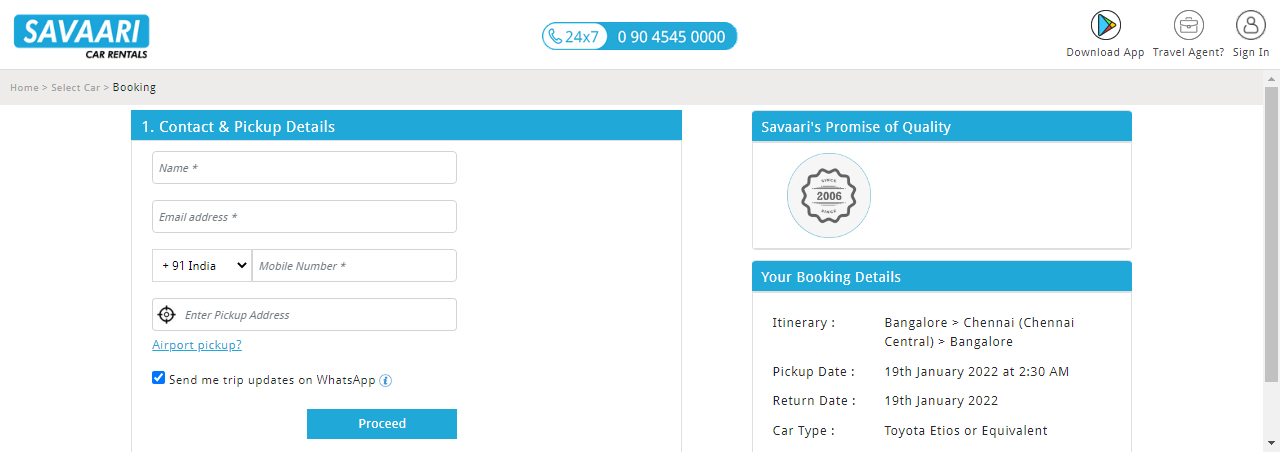 SAVAARI
CAR RENTALS
24x7 0 90 4545 0000
Download App
Travel Agent?
Sign In
Home > Select Car > Booking
1. Contact & Pickup Details
Name *
Email address *
+ 91 India
Mobile Number *
Enter Pickup Address
Airport pickup?
Send me trip updates on WhatsApp i
Proceed
Savaari's Promise of Quality
SINCE
2006
SINCE
Your Booking Details
Itinerary : Bangalore > Chennai (Chennai
Central) > Bangalore
Pickup Date : 19th January 2022 at 2:30 AM
Return Date : 19th January 2022
Car Type : Toyota Etios or Equivalent